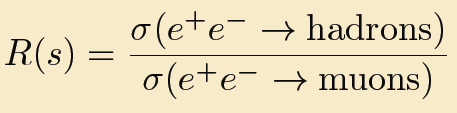 R(s) = σ(e⁺e⁻ → hadrons) / σ(e⁺e⁻ → muons)